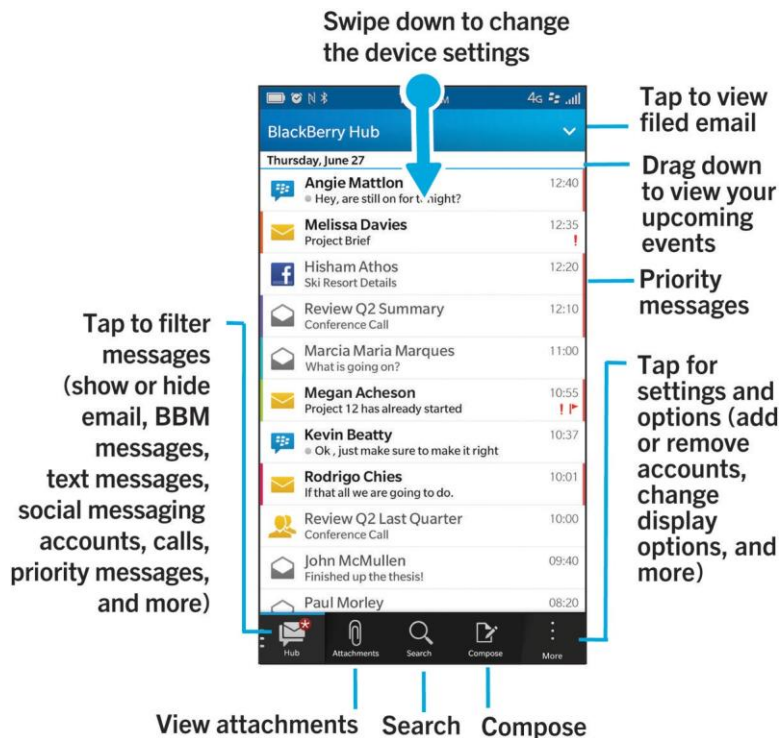 Swipe down to change
the device settings
4G
BlackBerry Hub
Tap to view
filed email
Thursday, June 27
Drag down
to view your
upcoming
events
Angie Mattlon 12:40
Hey, are still on for tonight?
Melissa Davies 12:35
Project Brief !
Hisham Athos 12:20
Ski Resort Details
Priority
messages
Review Q2 Summary 12:10
Conference Call
Marcia Maria Marques 11:00
What is going on?
Megan Acheson 10:55
Project 12 has already started !
Kevin Beatty 10:37
Ok , just make sure to make it right
Rodrigo Chies 10:01
If that all we are going to do.
Review Q2 Last Quarter 10:00
Conference Call
John McMullen 09:40
Finished up the thesis!
Paul Morley 08:20
Tap to filter
messages
(show or hide
email, BBM
messages,
text messages,
social messaging
accounts, calls,
priority messages,
and more)
Tap for
settings and
options (add
or remove
accounts,
change
display
options, and
more)
Hub Attachments Search Compose More
View attachments Search Compose